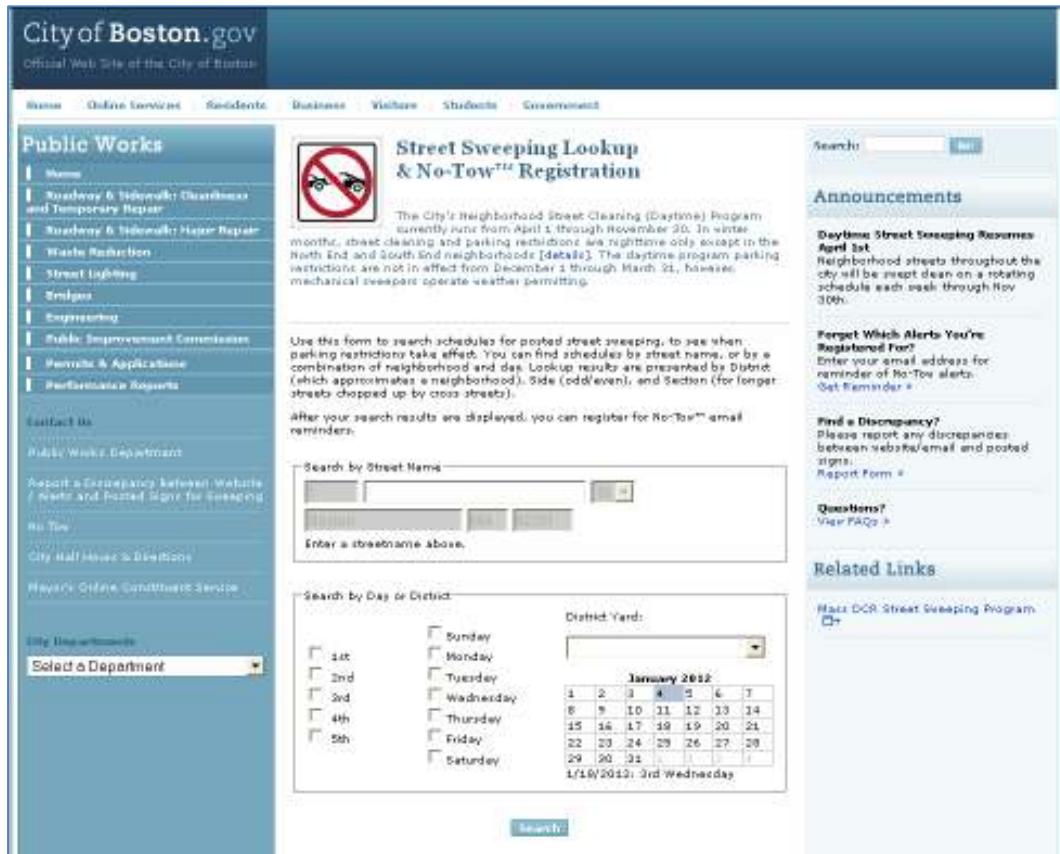 City of Boston.gov
Official Web Site of the City of Boston
Home Online Services Residents Business Visitors Students Government
Public Works
Home
Roadway & Sidewalk: Cleanliness
and Temporary Repair
Roadway & Sidewalk: Major Repair
Waste Reduction
Street Lighting
Bridges
Engineering
Public Improvement Commission
Permits & Applications
Performance Reports
Contact Us
Public Works Department
Report a Discrepancy between Website
/ Alerts and Posted Signs for Sweeping
No Tow
City Hall Hours & Directions
Mayor's Online Constituent Service
City Departments
Select a Department
Street Sweeping Lookup
& No-Tow™ Registration
The City's Neighborhood Street Cleaning (Daytime) Program
currently runs from April 1 through November 30. In winter
months, street cleaning and parking restrictions are nighttime only except in the
North End and South End neighborhoods [details]. The daytime program parking
restrictions are not in effect from December 1 through March 31, however,
mechanical sweepers operate weather permitting.
Use this form to search schedules for posted street sweeping, to see when
parking restrictions take effect. You can find schedules by street name, or by a
combination of neighborhood and day. Lookup results are presented by District
(which approximates a neighborhood), Side (odd/even), and Section (for longer
streets chopped up by cross streets).
After your search results are displayed, you can register for No-Tow™ email
reminders.
Search by Street Name
Enter a streetname above.
Search by Day or District
1st
2nd
3rd
4th
5th
Sunday
Monday
Tuesday
Wednesday
Thursday
Friday
Saturday
District Yard:
January 2012
1 2 3 4 5 6 7
8 9 10 11 12 13 14
15 16 17 18 19 20 21
22 23 24 25 26 27 28
29 30 31 1 2 3 4
1/18/2012: 3rd Wednesday
Search
Search:
Go!
Announcements
Daytime Street Sweeping Resumes
April 1st
Neighborhood streets throughout the
city will be swept clean on a rotating
schedule each week through Nov
30th.
Forget Which Alerts You're
Registered For?
Enter your email address for
reminder of No-Tow alerts.
Get Reminder »
Find a Discrepancy?
Please report any discrepancies
between website/email and posted
signs.
Report Form »
Questions?
View FAQs »
Related Links
Mass DCR Street Sweeping Program